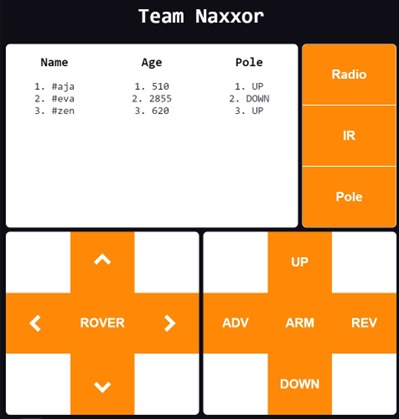 Team Naxxor
Name Age Pole
1. #aja 1. 510 1. UP
2. #eva 2. 2855 2. DOWN
3. #zen 3. 620 3. UP
Radio
IR
Pole
ROVER
UP
ADV ARM REV
DOWN